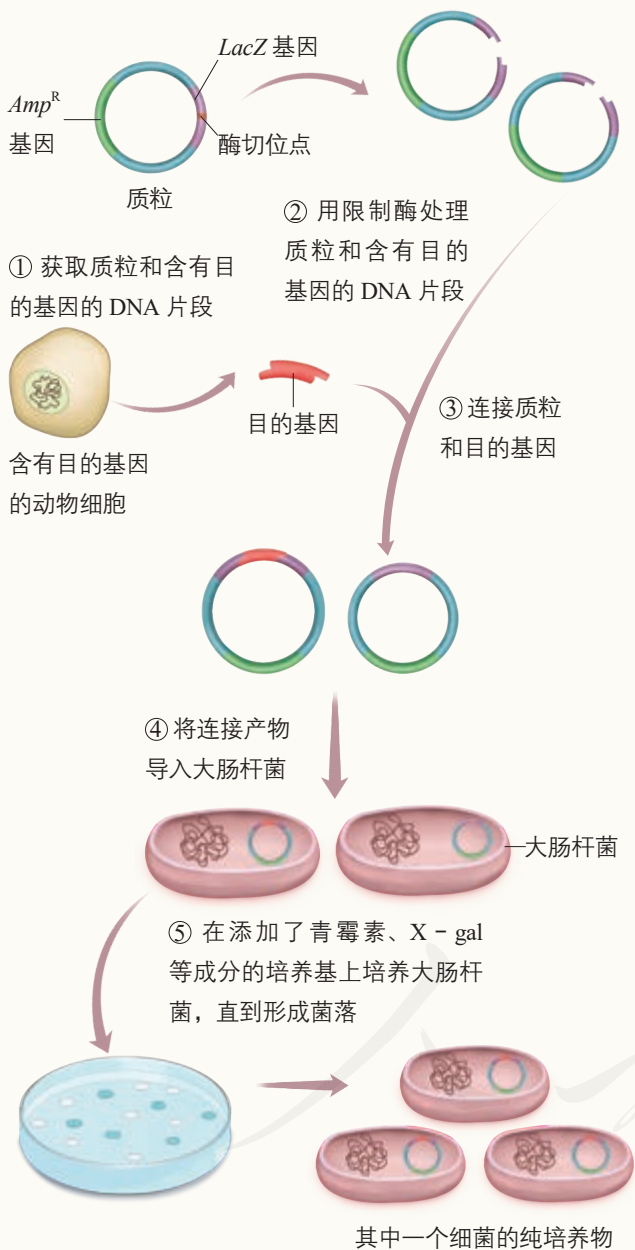 LacZ 基因
Amp^R
基因
酶切位点
质粒
② 用限制酶处理
质粒和含有目的
基因的 DNA 片段
① 获取质粒和含有目
的基因的 DNA 片段
目的基因
③ 连接质粒
和目的基因
含有目的基因
的动物细胞
④ 将连接产物
导入大肠杆菌
大肠杆菌
⑤ 在添加了青霉素、X－gal
等成分的培养基上培养大肠杆
菌，直到形成菌落
其中一个细菌的纯培养物